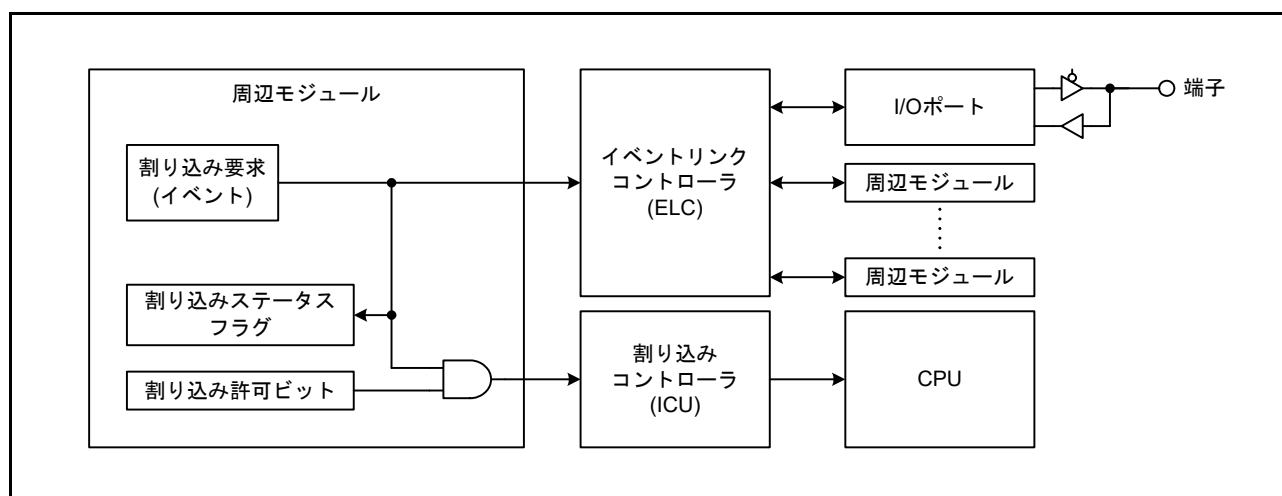 周辺モジュール
割り込み要求
(イベント)
割り込みステータス
フラグ
割り込み許可ビット
イベントリンク
コントローラ
(ELC)
割り込み
コントローラ
(ICU)
I/Oポート
端子
周辺モジュール
周辺モジュール
CPU